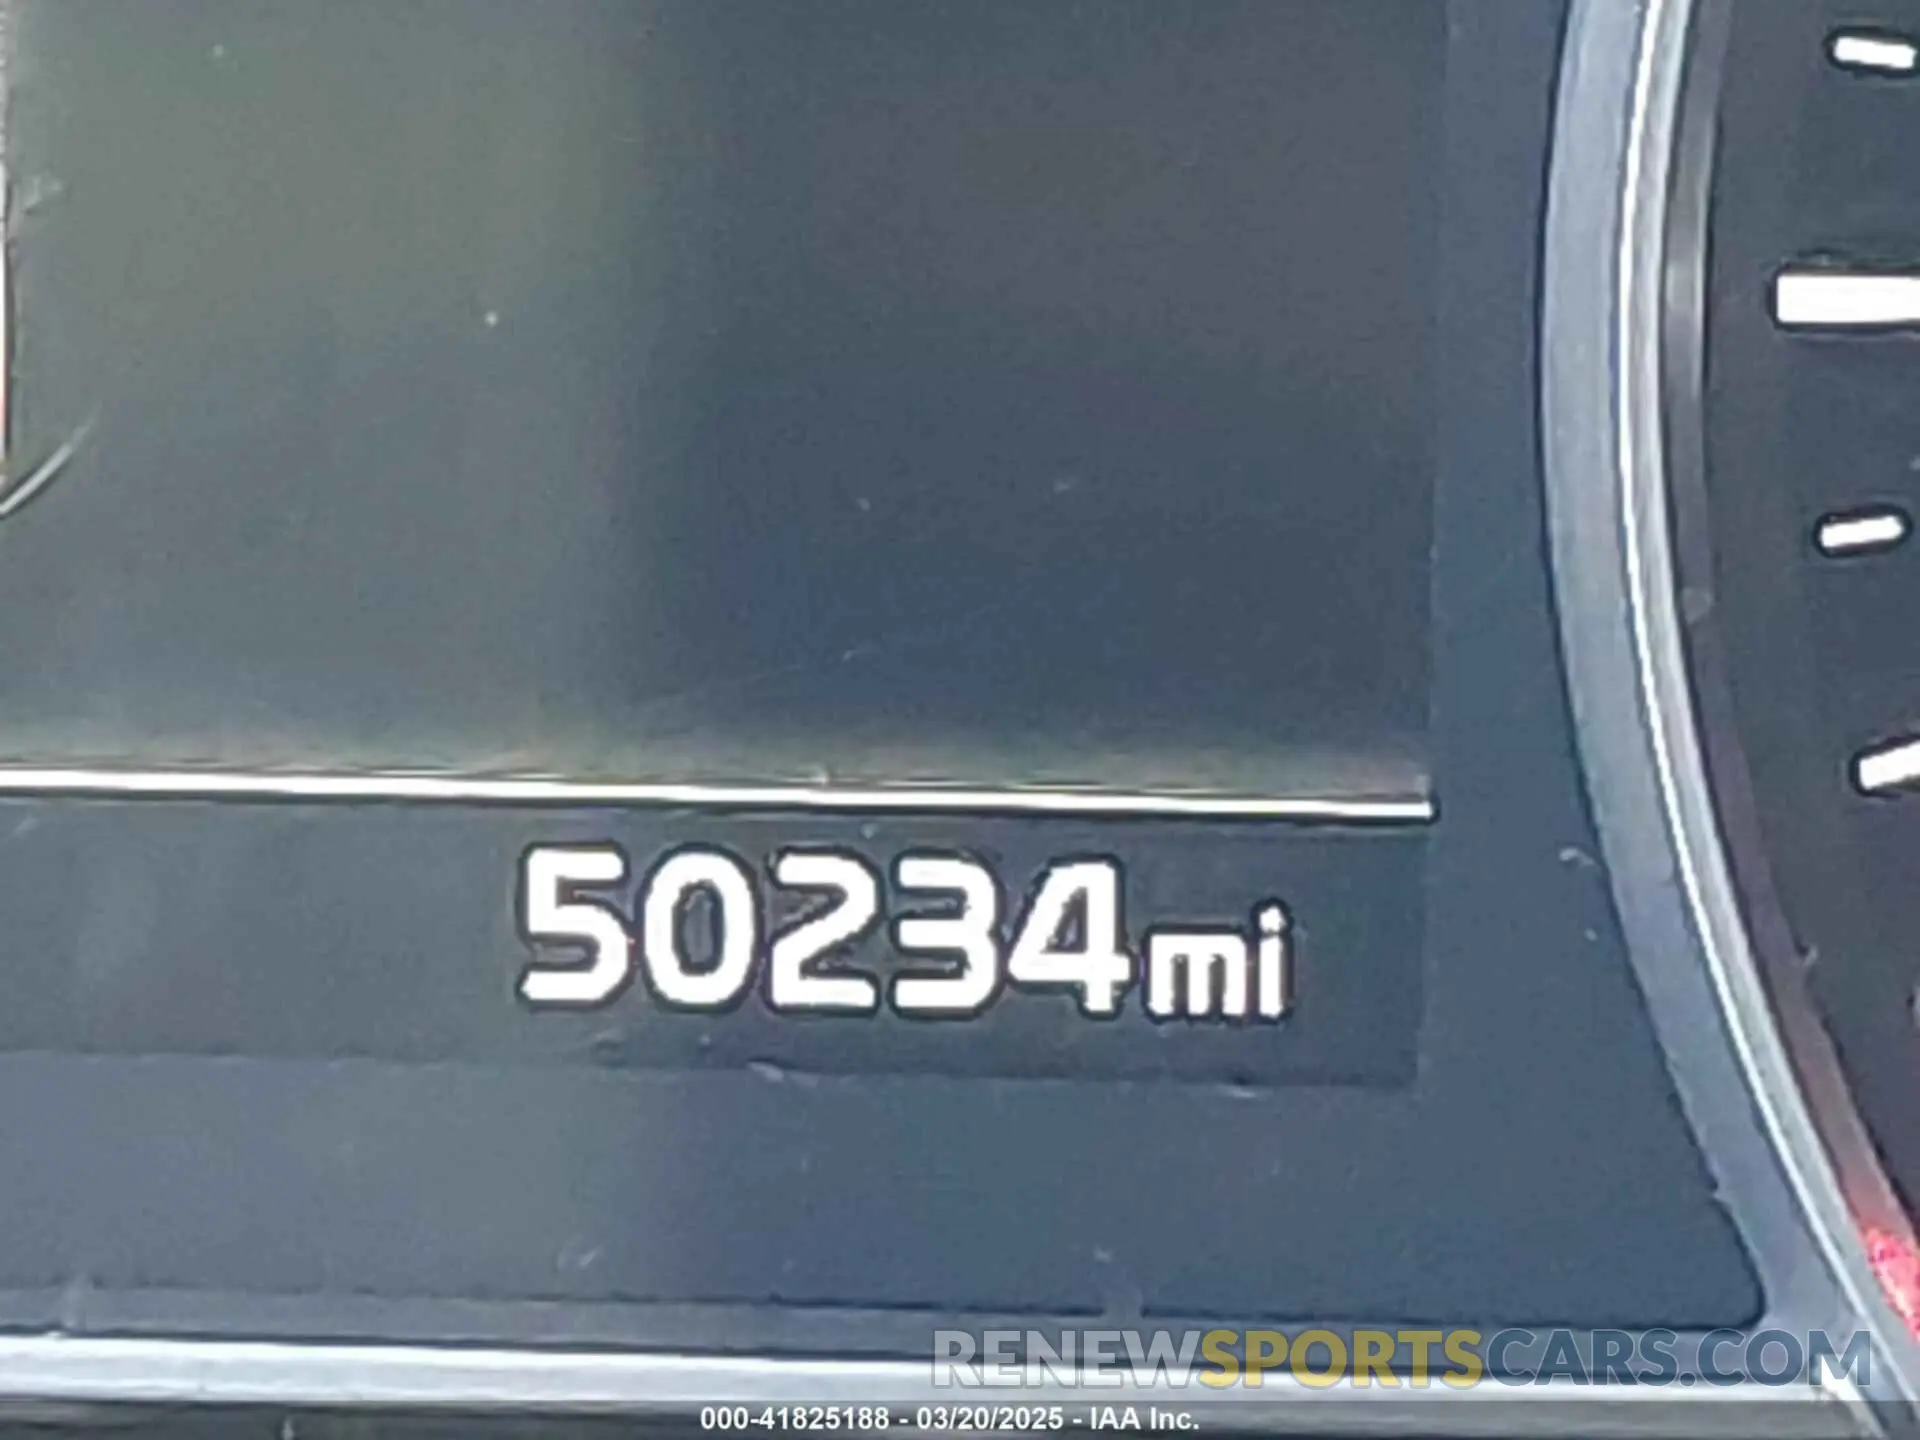 50234mi
RENEWSPORTSCARS.COM
000-41825188 - 03/20/2025 - IAA Inc.